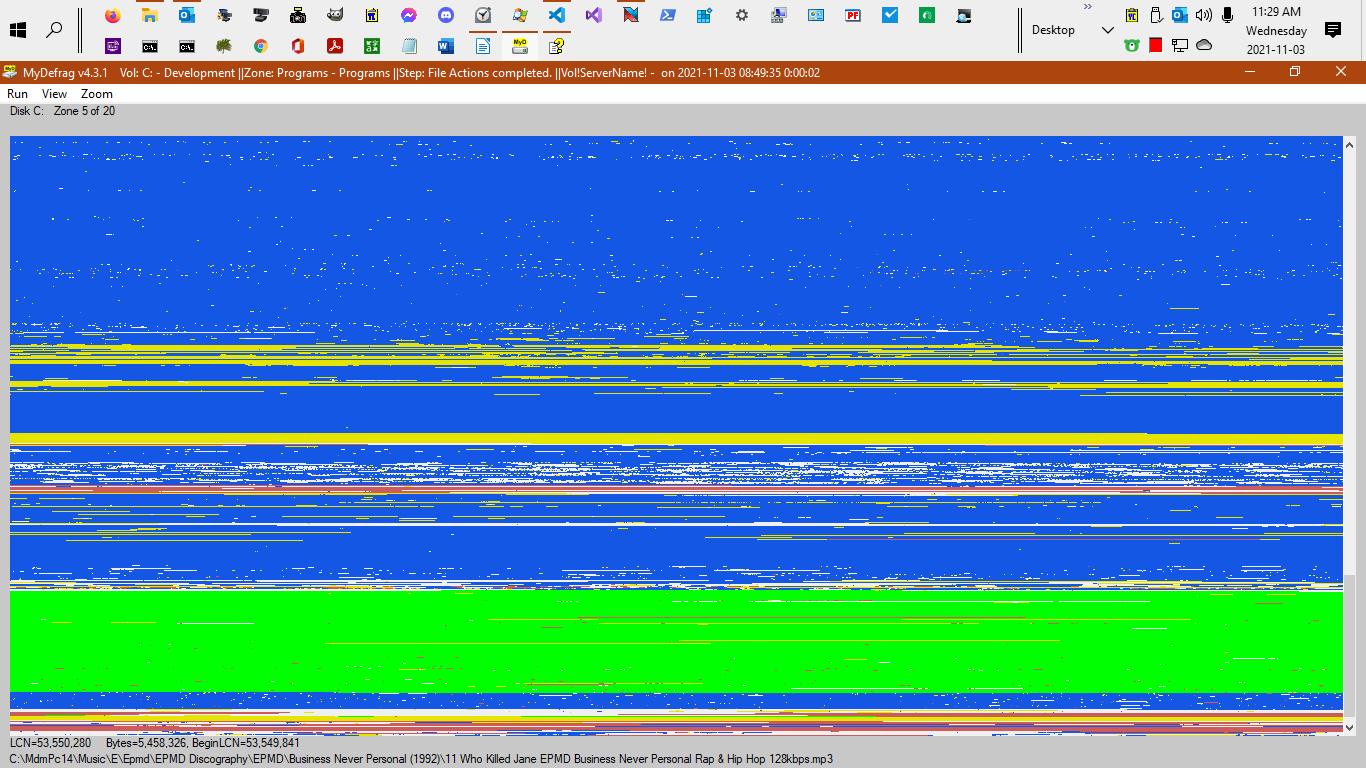 11:29 AM
Desktop
Wednesday
2021-11-03
MyDefrag v4.3.1 Vol: C: - Development ||Zone: Programs - Programs ||Step: File Actions completed. ||Vol!ServerName! - on 2021-11-03 08:49:35 0:00:02
Run View Zoom
Disk C: Zone 5 of 20
LCN=53,550,280 Bytes=5,458,326, BeginLCN=53,549,841
C:\MdmPc14\Music\E\Epmd\EPMD Discography\EPMD\Business Never Personal (1992)\11 Who Killed Jane EPMD Business Never Personal Rap & Hip Hop 128kbps.mp3